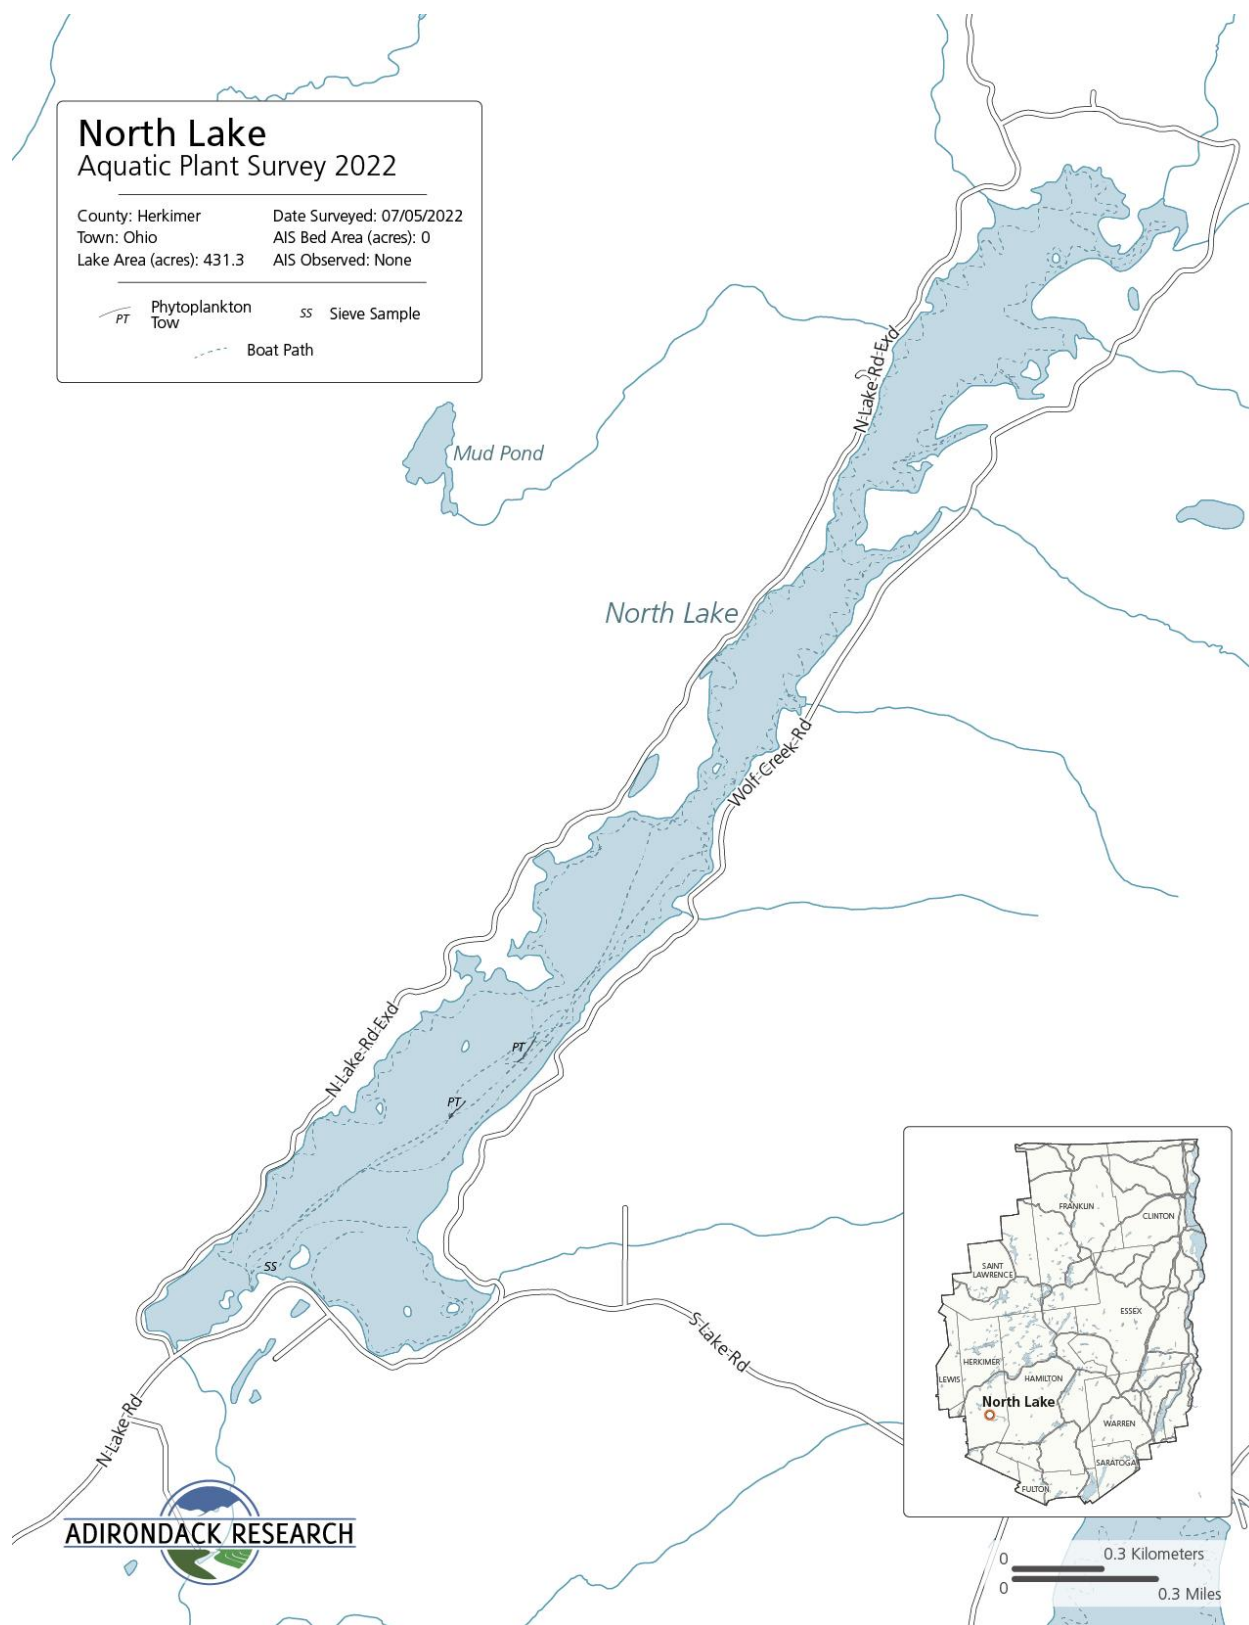 North Lake
Aquatic Plant Survey 2022
County: Herkimer
Date Surveyed: 07/05/2022
Town: Ohio
AIS Bed Area (acres): 0
Lake Area (acres): 431.3
AIS Observed: None
PT
Phytoplankton
Tow
SS
Sieve Sample
Boat Path
N-Lake-Rd-Exd
Mud Pond
North Lake
Wolf-Creek-Rd
N-Lake-Rd-Exd
PT
PT
SS
S-Lake-Rd
N-Lake-Rd
FRANKLIN
CLINTON
SAINT
LAWRENCE
ESSEX
HERKIMER
LEWIS
HAMILTON
North Lake
WARREN
SARATOGA
FULTON
ADIRONDACK RESEARCH
0
0.3 Kilometers
0
0.3 Miles